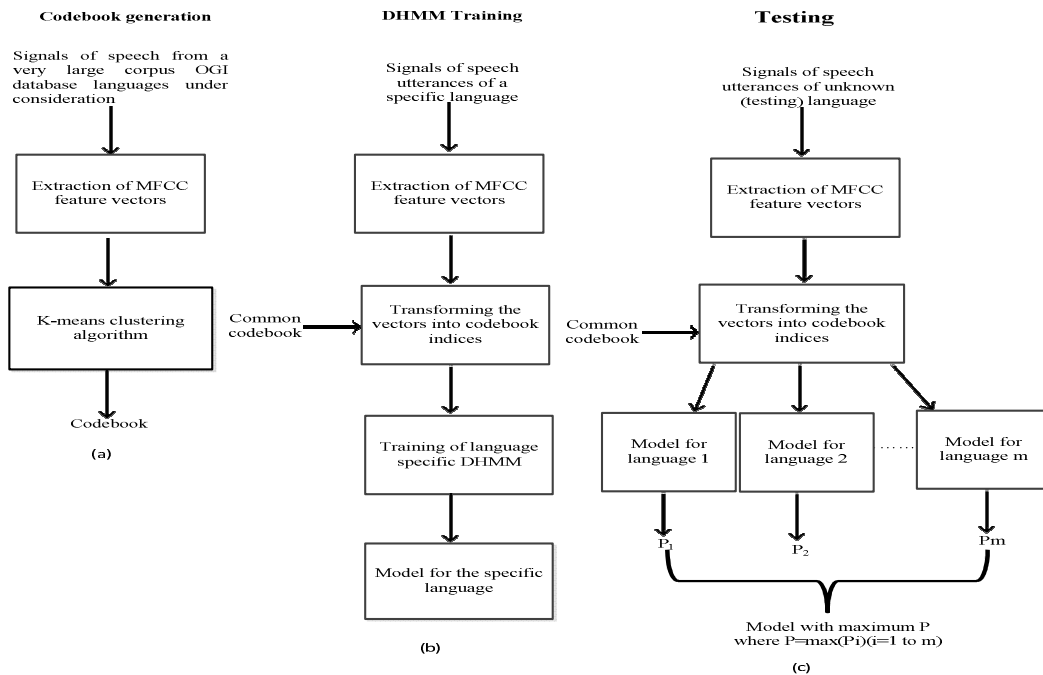 Codebook generation
Signals of speech from a
very large corpus OGI
database languages under
consideration
Extraction of MFCC
feature vectors
K-means clustering
algorithm
Codebook
(a)
DHMM Training
Signals of speech
utterances of a
specific language
Extraction of MFCC
feature vectors
Common
codebook
Transforming the
vectors into codebook
indices
Training of language
specific DHMM
Model for the specific
language
(b)
Testing
Signals of speech
utterances of unknown
(testing) language
Extraction of MFCC
feature vectors
Common
codebook
Transforming the
vectors into codebook
indices
Model for
language 1
Model for
language 2
......
Model for
language m
P1
P2
Pm
Model with maximum P
where P=max(Pi)(i=1 to m)
(c)